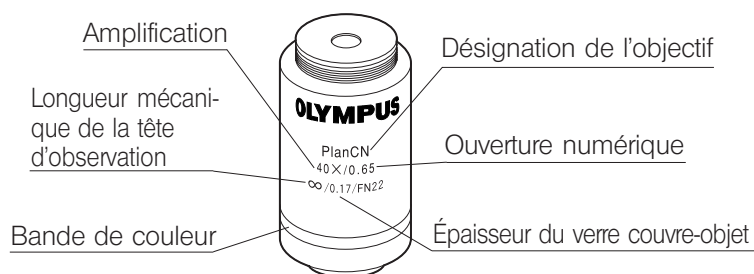 Amplification
Désignation de l'objectif
Longueur mécani-
que de la tête
d'observation
OLYMPUS
PlanCN
40X/0.65
∞/0.17/FN22
Ouverture numérique
Bande de couleur
Épaisseur du verre couvre-objet